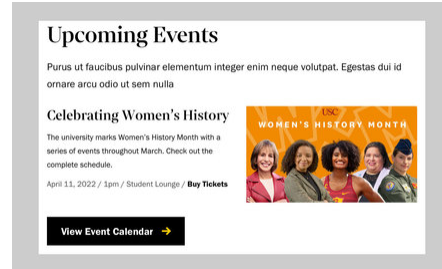 Upcoming Events
Purus ut faucibus pulvinar elementum integer enim neque volutpat. Egestas dui id
ornare arcu odio ut sem nulla
Celebrating Women's History
The university marks Women's History Month with a
series of events throughout March. Check out the
complete schedule.
April 11, 2022 / 1pm / Student Lounge / Buy Tickets
USC
WOMEN'S HISTORY MONTH
View Event Calendar →